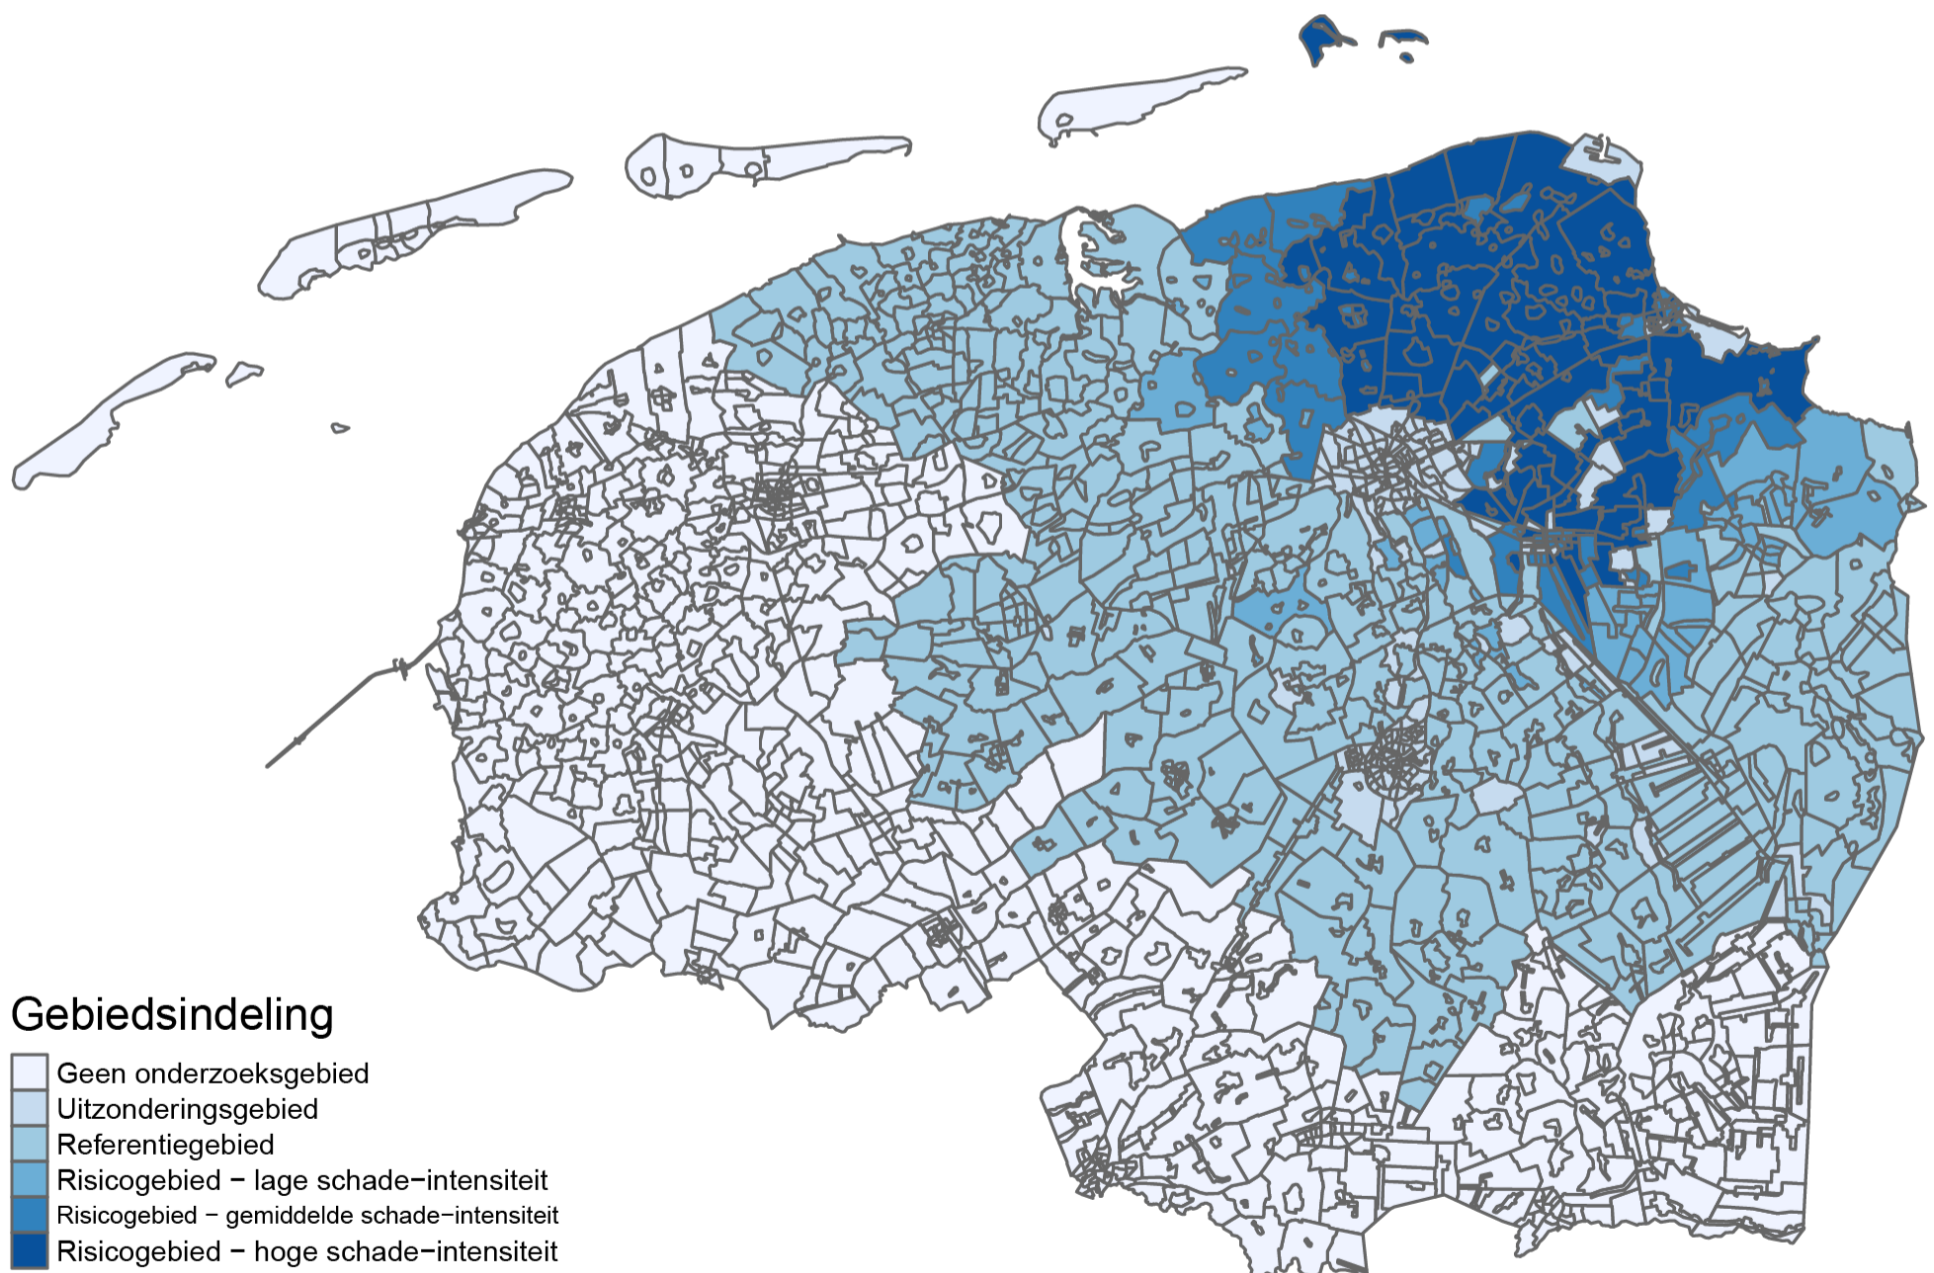 Gebiedsindeling
Geen onderzoeksgebied
Uitzonderingsgebied
Referentiegebied
Risicogebied − lage schade−intensiteit
Risicogebied − gemiddelde schade−intensiteit
Risicogebied − hoge schade−intensiteit